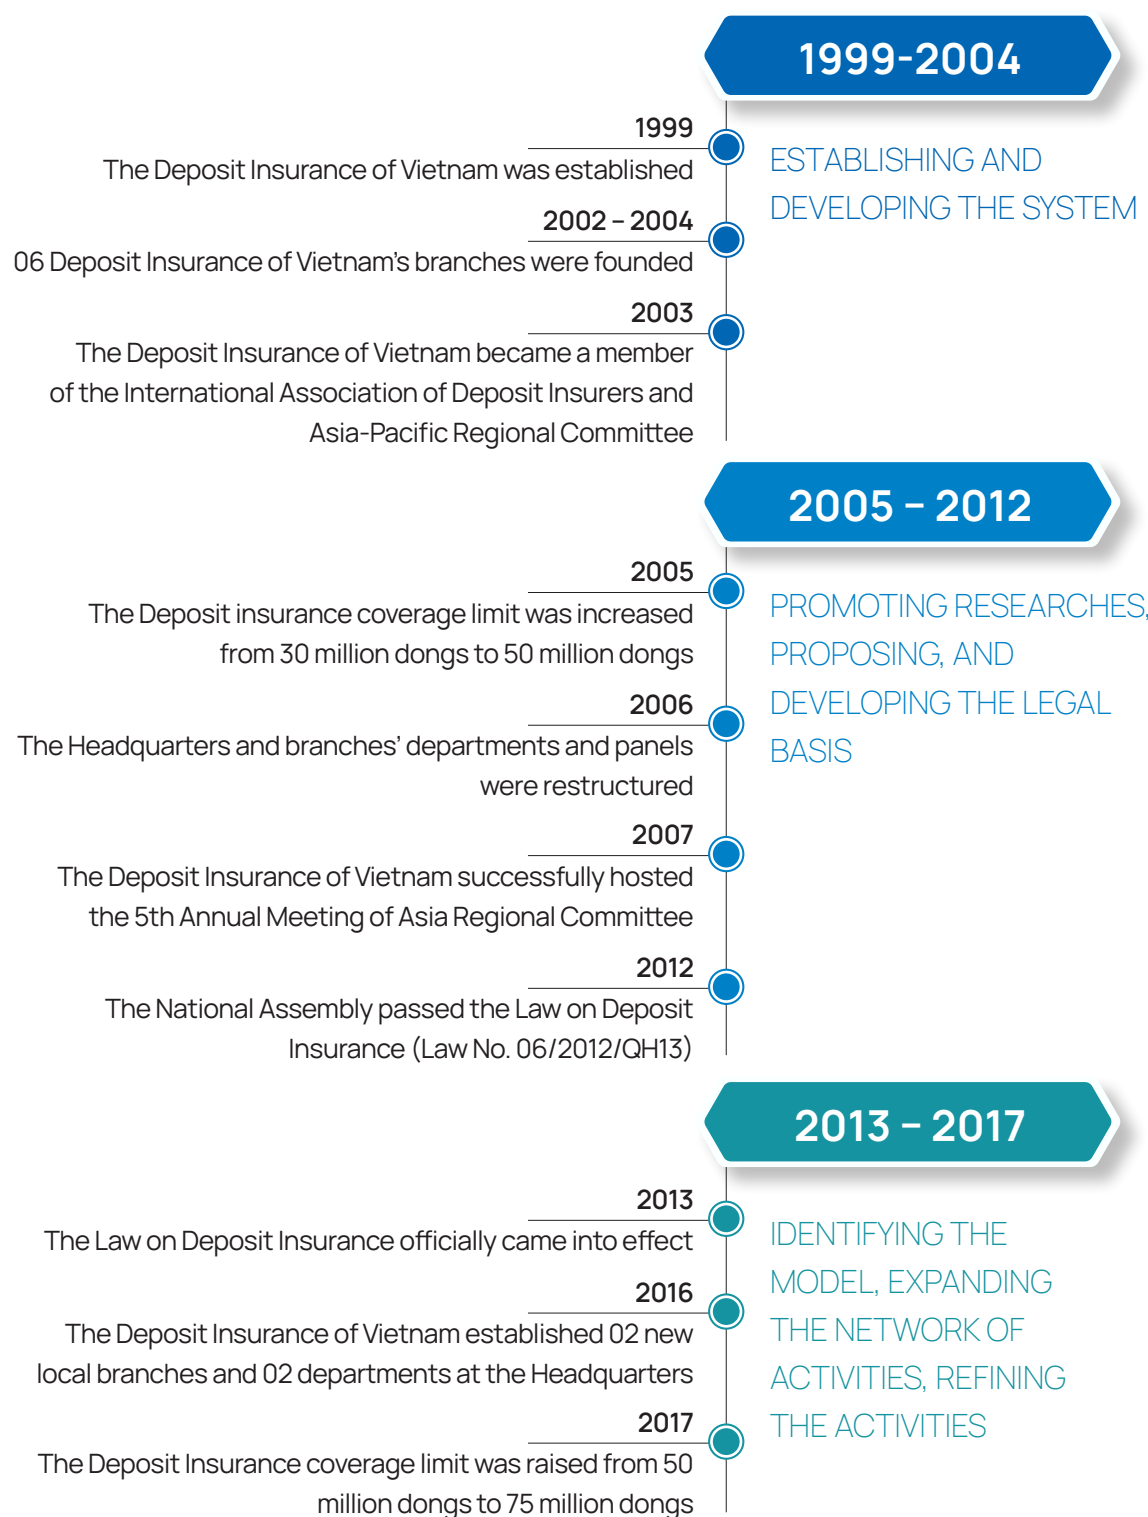 1999-2004
ESTABLISHING AND
DEVELOPING THE SYSTEM
1999
The Deposit Insurance of Vietnam was established
2002 – 2004
06 Deposit Insurance of Vietnam's branches were founded
2003
The Deposit Insurance of Vietnam became a member
of the International Association of Deposit Insurers and
Asia-Pacific Regional Committee
2005 – 2012
PROMOTING RESEARCHES,
PROPOSING, AND
DEVELOPING THE LEGAL
BASIS
2005
The Deposit insurance coverage limit was increased
from 30 million dongs to 50 million dongs
2006
The Headquarters and branches' departments and panels
were restructured
2007
The Deposit Insurance of Vietnam successfully hosted
the 5th Annual Meeting of Asia Regional Committee
2012
The National Assembly passed the Law on Deposit
Insurance (Law No. 06/2012/QH13)
2013 – 2017
IDENTIFYING THE
MODEL, EXPANDING
THE NETWORK OF
ACTIVITIES, REFINING
THE ACTIVITIES
2013
The Law on Deposit Insurance officially came into effect
2016
The Deposit Insurance of Vietnam established 02 new
local branches and 02 departments at the Headquarters
2017
The Deposit Insurance coverage limit was raised from 50
million dongs to 75 million dongs